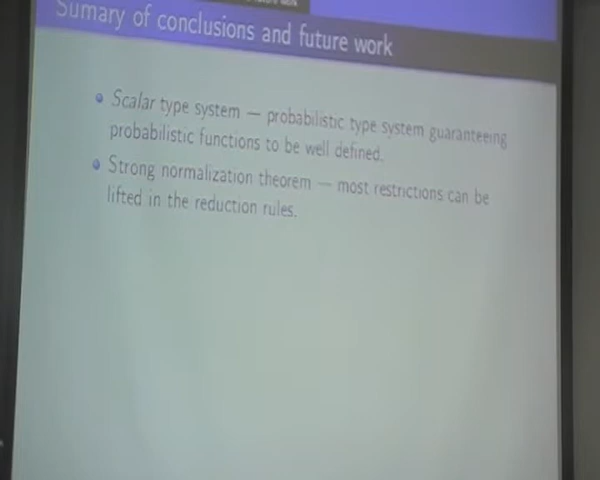 Sumary of conclusions and future work
Scalar type system — probabilistic type system guaranteeing
probabilistic functions to be well defined.
Strong normalization theorem — most restrictions can be
lifted in the reduction rules.